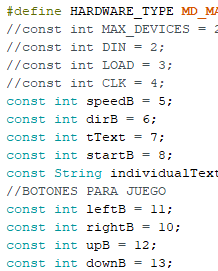 #define HARDWARE_TYPE MD_MA
//const int MAX_DEVICES = 2
//const int DIN = 2;
//const int LOAD = 3;
//const int CLK = 4;
const int speedB = 5;
const int dirB = 6;
const int tText = 7;
const int startB = 8;
const String individualText
//BOTONES PARA JUEGO
const int leftB = 11;
const int rightB = 10;
const int upB = 12;
const int downB = 13;